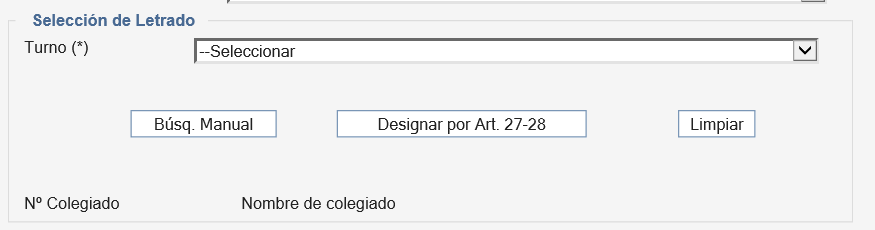 Selección de Letrado
Turno (*)
--Seleccionar
Búsq. Manual
Designar por Art. 27-28
Limpiar
Nº Colegiado
Nombre de colegiado